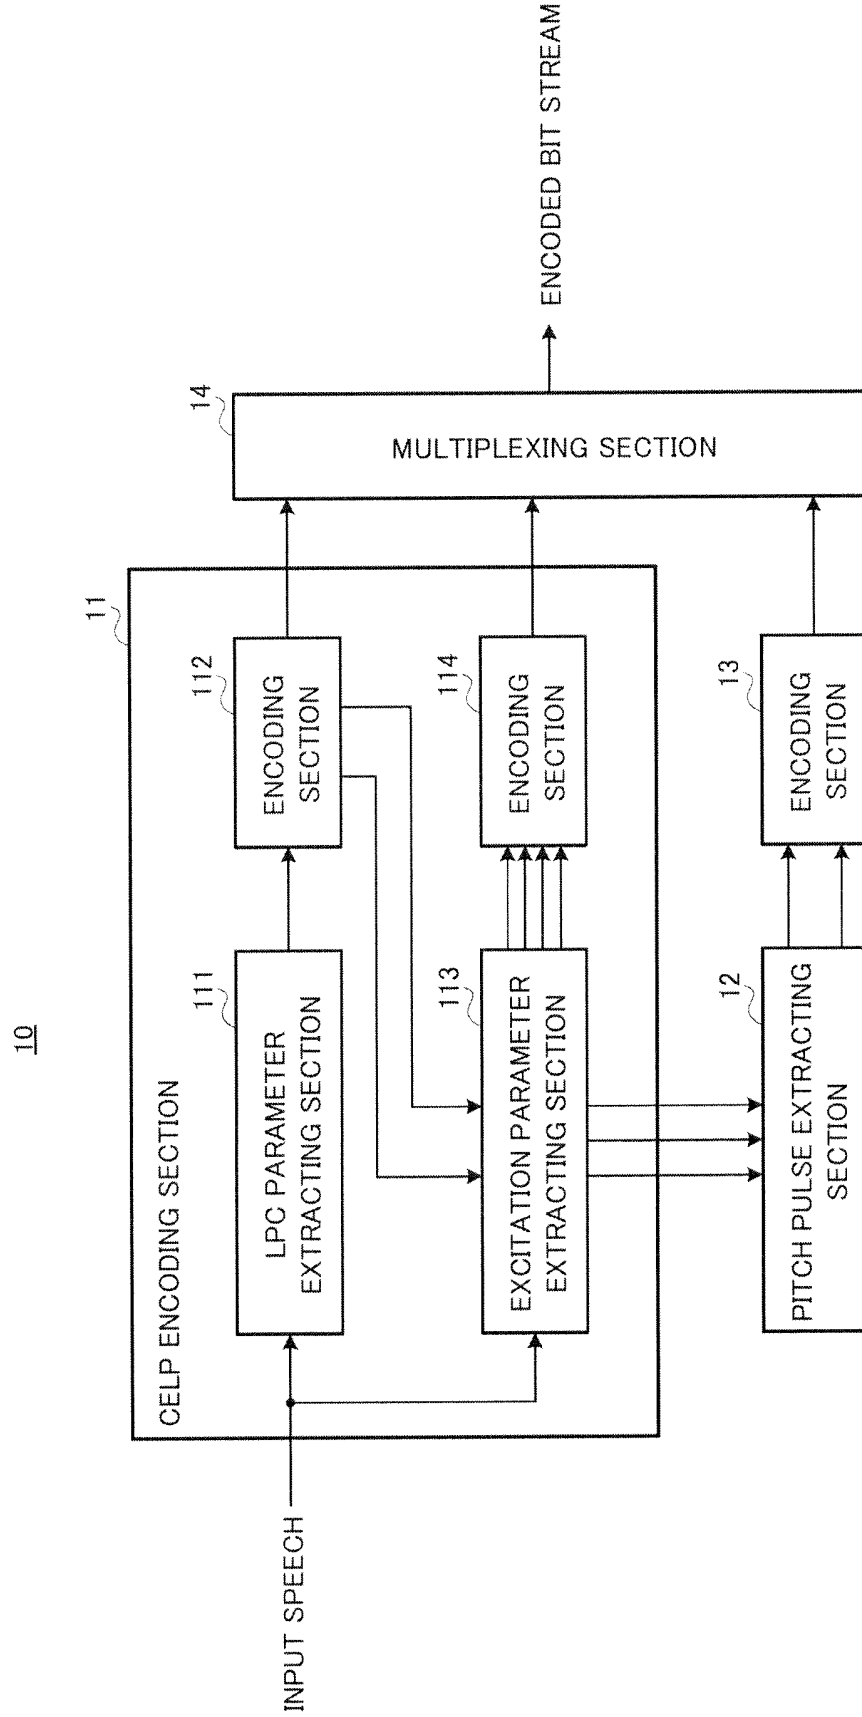 10
CELP ENCODING SECTION
11
INPUT SPEECH
111
LPC PARAMETER
EXTRACTING SECTION
112
ENCODING
SECTION
113
EXCITATION PARAMETER
EXTRACTING SECTION
114
ENCODING
SECTION
12
PITCH PULSE EXTRACTING
SECTION
13
ENCODING
SECTION
14
MULTIPLEXING SECTION
ENCODED BIT STREAM